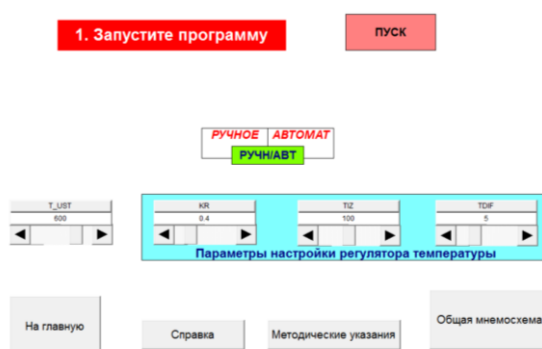 1. Запустите программу
ПУСК
РУЧНОЕ АВТОМАТ
РУЧН/АВТ
T_UST KR TIZ TDIF
600 0.4 100 5
Параметры настройки регулятора температуры
На главную Справка Методические указания Общая мнемосхема